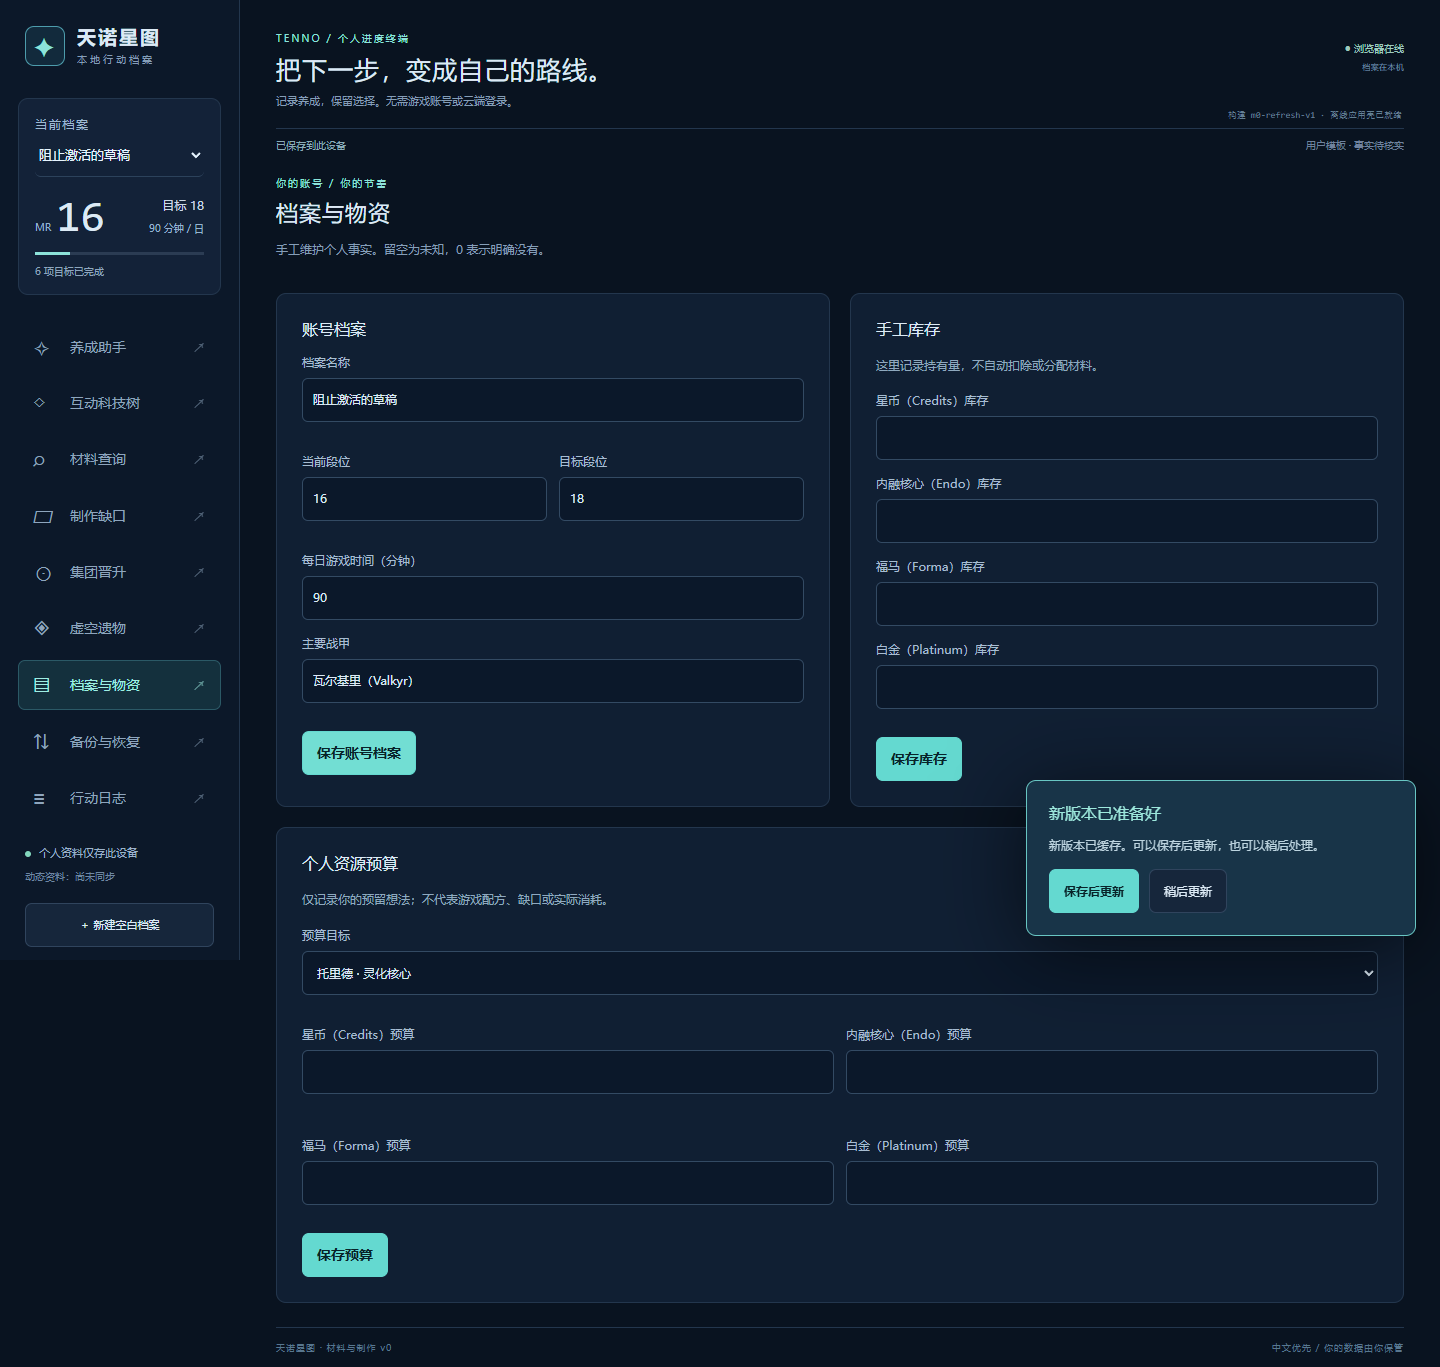 天诺星图
本地行动档案
当前档案
阻止激活的草稿
MR 16
目标 18
90 分钟 / 日
6 项目标已完成
养成助手
互动科技树
材料查询
制作缺口
集团晋升
虚空遗物
档案与物资
备份与恢复
行动日志
个人资料仅存此设备
动态资料：尚未同步
+ 新建空白档案
TENNO / 个人进度终端
把下一步，变成自己的路线。
记录养成，保留选择。无需游戏账号或云端登录。
浏览器在线
档案在本机
构建 m0-refresh-v1 · 离线应用壳已就绪
已保存到此设备
用户模板 · 事实待核实
你的账号 / 你的节奏
档案与物资
手工维护个人事实。留空为未知，0 表示明确没有。
账号档案
档案名称
阻止激活的草稿
当前段位
目标段位
16
18
每日游戏时间（分钟）
90
主要战甲
瓦尔基里（Valkyr）
保存账号档案
手工库存
这里记录持有量，不自动扣除或分配材料。
星币（Credits）库存
内融核心（Endo）库存
福马（Forma）库存
白金（Platinum）库存
保存库存
新版本已准备好
新版本已缓存。可以保存后更新，也可以稍后处理。
保存后更新
稍后更新
个人资源预算
仅记录你的预留想法；不代表游戏配方、缺口或实际消耗。
预算目标
托里德 · 灵化核心
星币（Credits）预算
内融核心（Endo）预算
福马（Forma）预算
白金（Platinum）预算
保存预算
天诺星图 · 材料与制作 v0
中文优先 / 你的数据由你保管